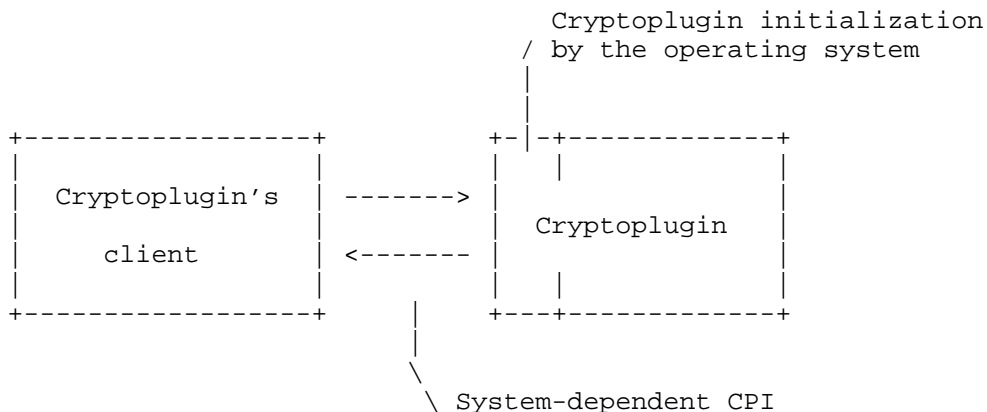 Cryptoplugin initialization
by the operating system
Cryptoplugin's
Cryptoplugin
client
System-dependent CPI